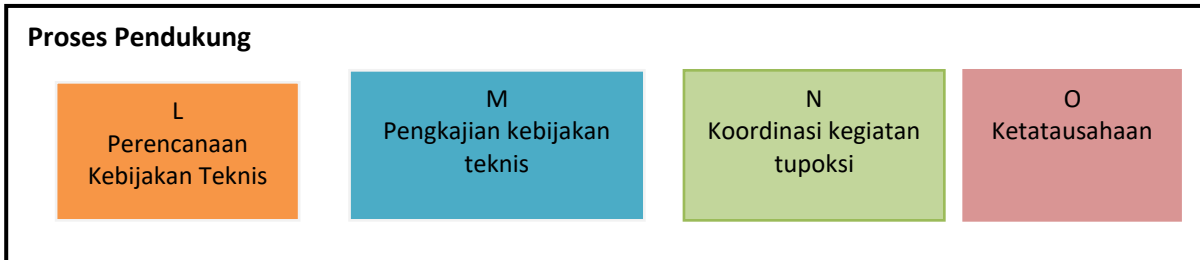 Proses Pendukung
L
Perencanaan
Kebijakan Teknis
M
Pengkajian kebijakan
teknis
N
Koordinasi kegiatan
tupoksi
O
Ketatausahaan